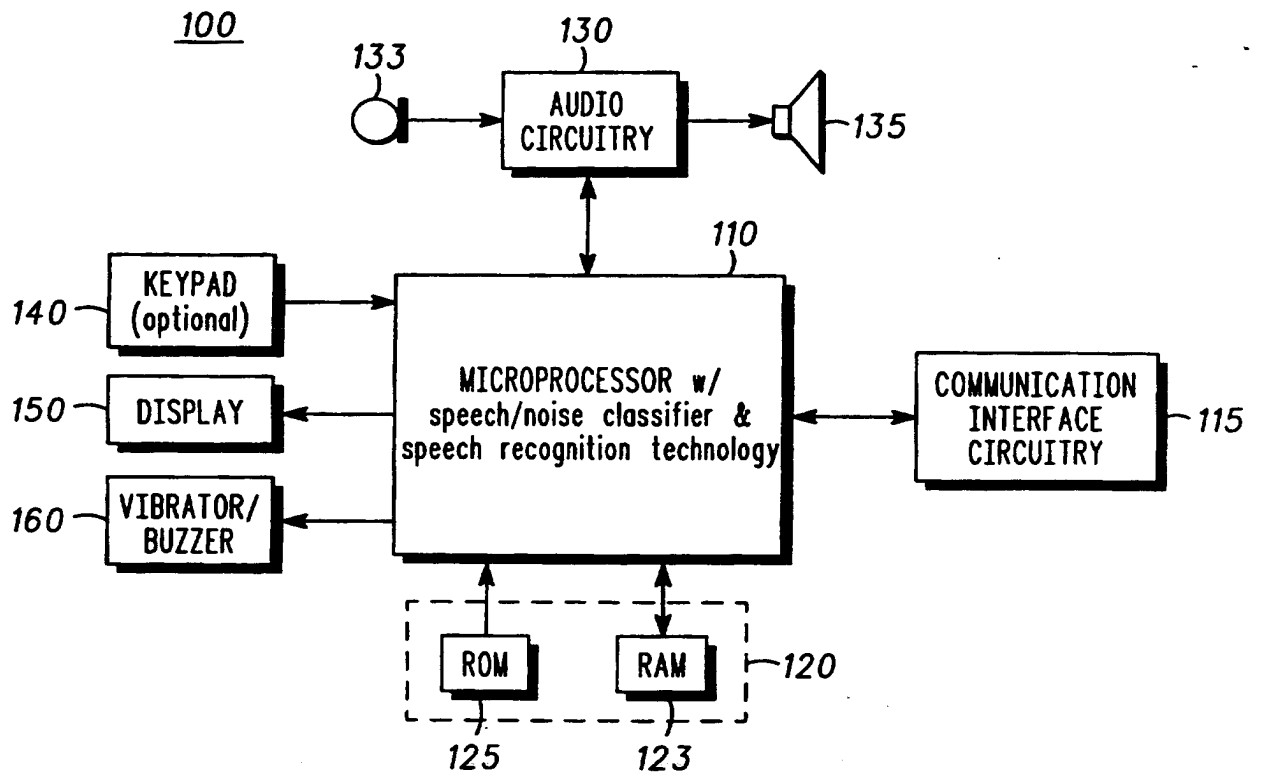 100
133
130
AUDIO
CIRCUITRY
135
110
KEYPAD
(optional)
140
MICROPROCESSOR w/
speech/noise classifier &
speech recognition technology
COMMUNICATION
INTERFACE
CIRCUITRY
115
150
DISPLAY
160
VIBRATOR/
BUZZER
ROM
RAM
120
125
123